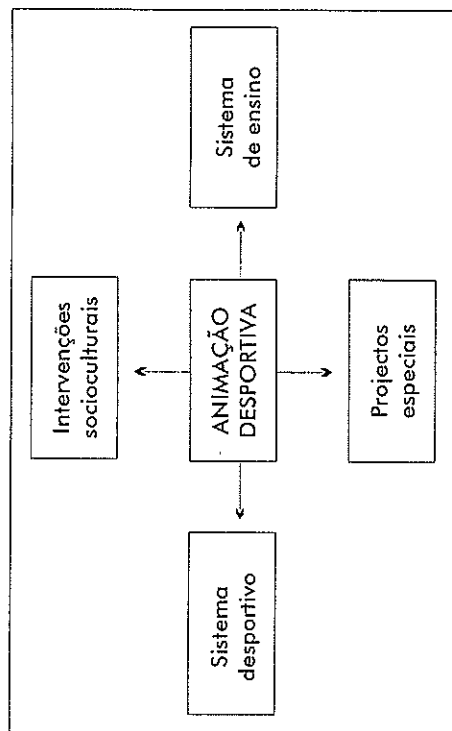 Intervenções
socioculturais
Sistema
desportivo
ANIMAÇÃO
DESPORTIVA
Sistema
de ensino
Projectos
especiais